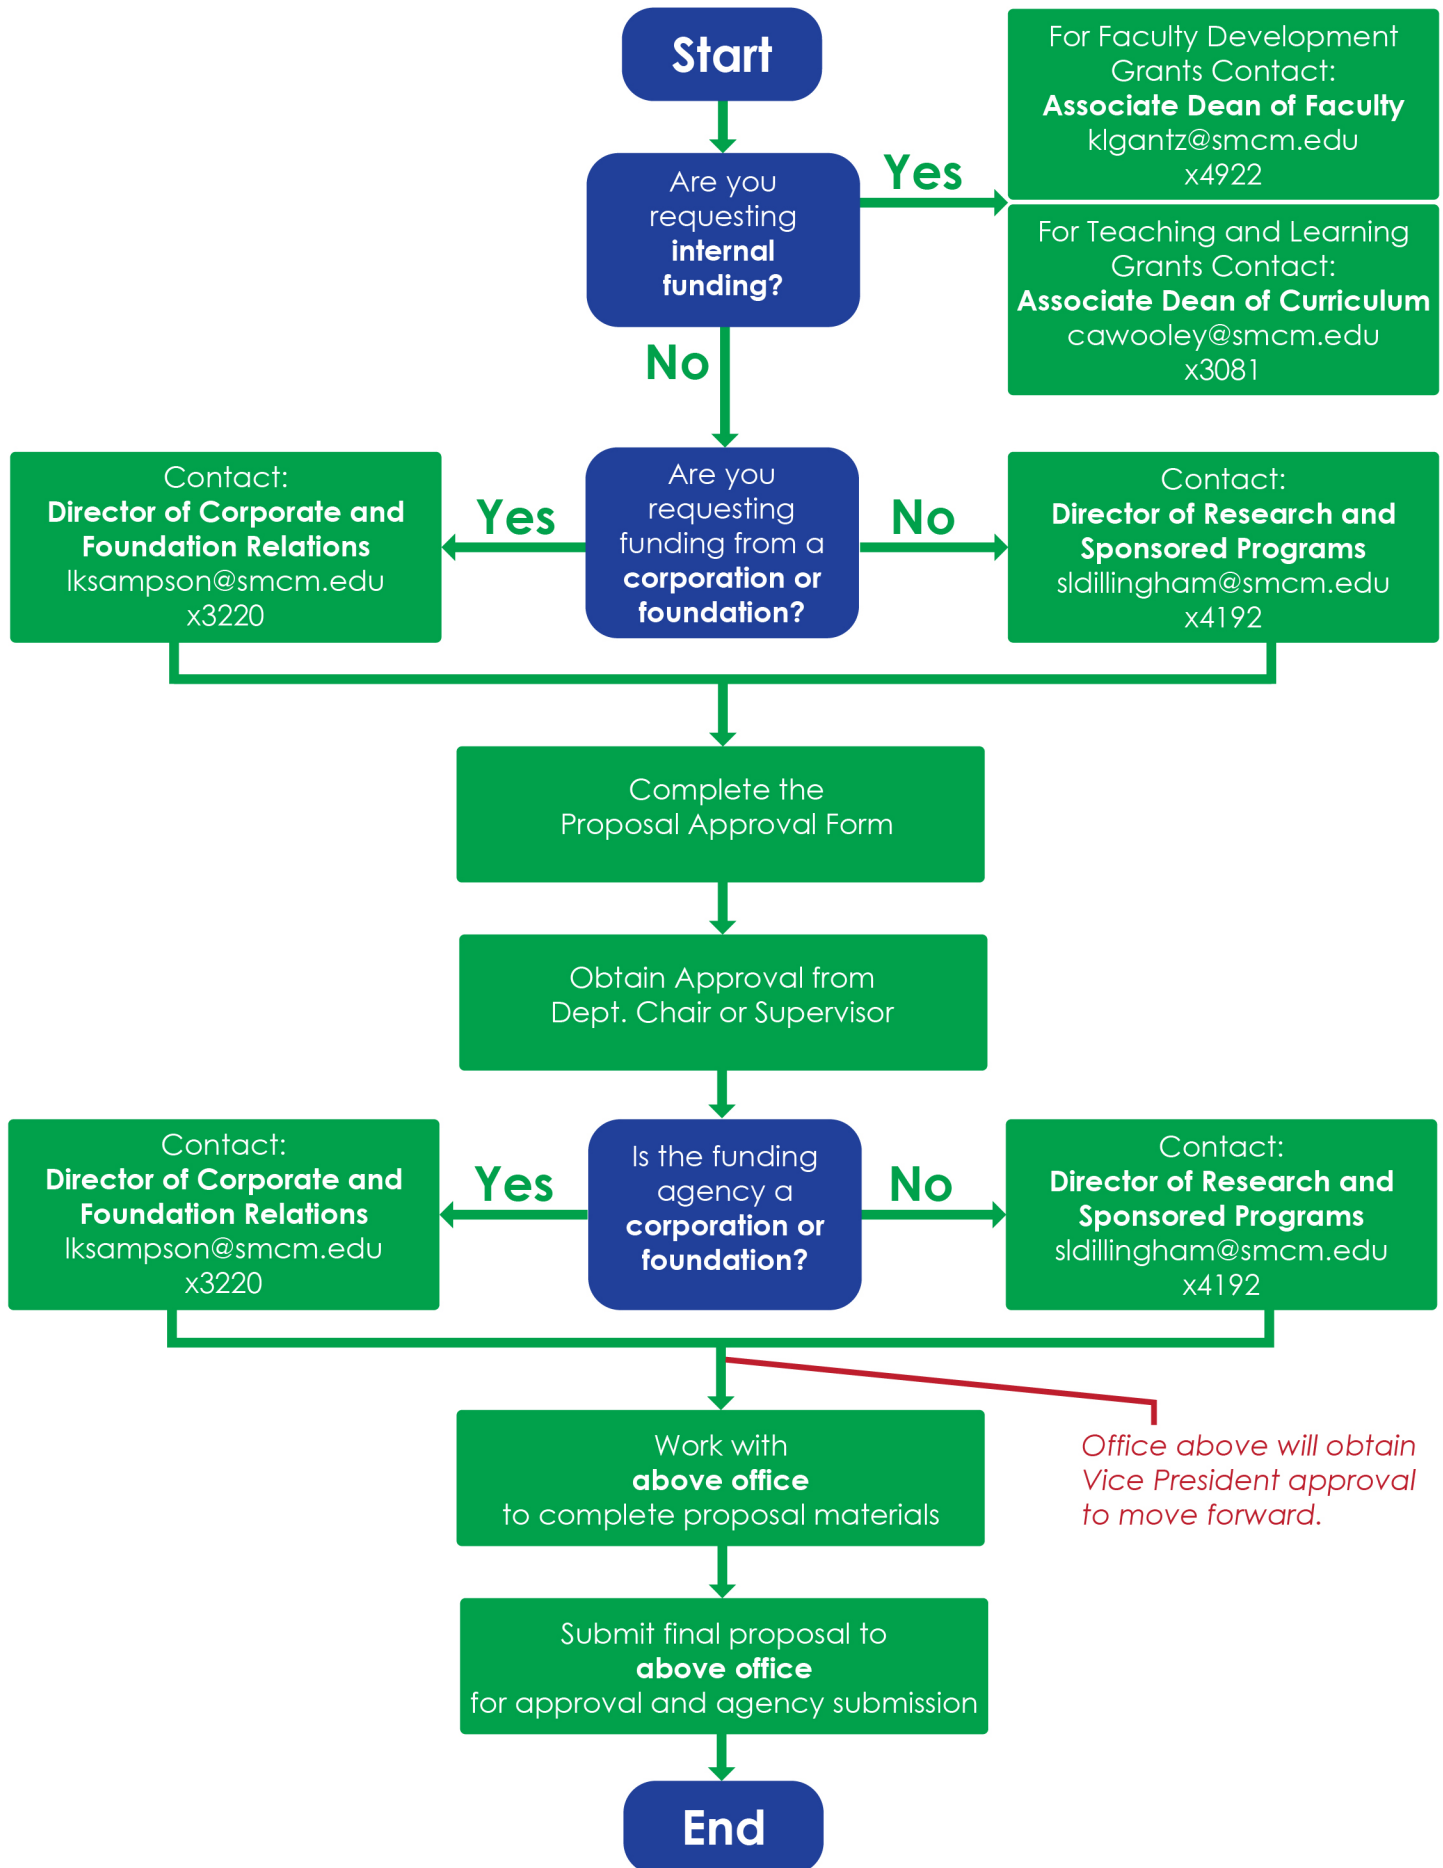 Start
For Faculty Development
Grants Contact:
Associate Dean of Faculty
klgantz@smcm.edu
x4922
Are you
requesting
internal
funding?
Yes
For Teaching and Learning
Grants Contact:
Associate Dean of Curriculum
cawooley@smcm.edu
x3081
No
Contact:
Director of Corporate and
Foundation Relations
lksampson@smcm.edu
x3220
Yes
Are you
requesting
funding from a
corporation or
foundation?
No
Contact:
Director of Research and
Sponsored Programs
sldillingham@smcm.edu
x4192
Complete the
Proposal Approval Form
Obtain Approval from
Dept. Chair or Supervisor
Contact:
Director of Corporate and
Foundation Relations
lksampson@smcm.edu
x3220
Yes
Is the funding
agency a
corporation or
foundation?
No
Contact:
Director of Research and
Sponsored Programs
sldillingham@smcm.edu
x4192
Work with
above office
to complete proposal materials
Office above will obtain
Vice President approval
to move forward.
Submit final proposal to
above office
for approval and agency submission
End